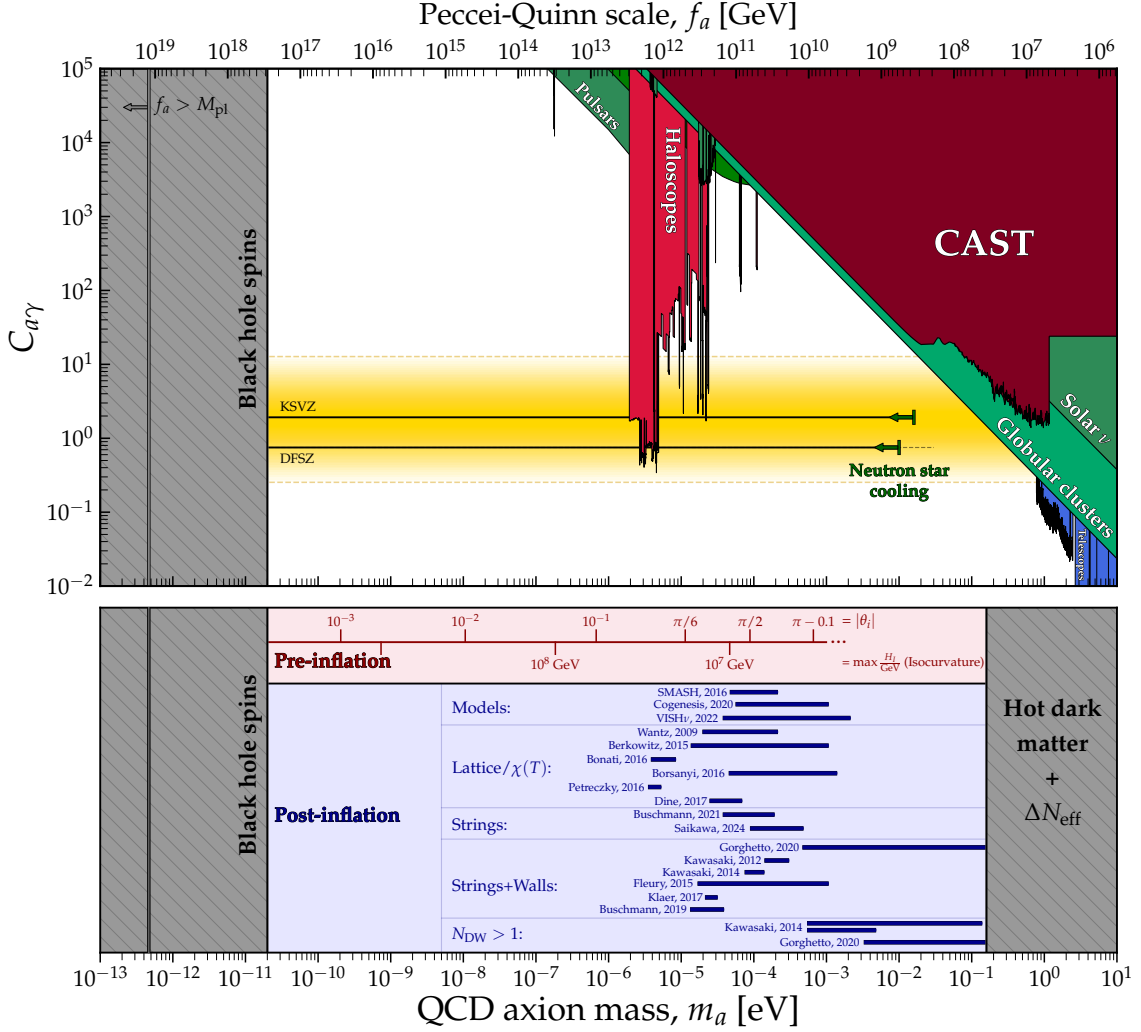 Peccei-Quinn scale, f_a [GeV]
10^19 10^18 10^17 10^16 10^15 10^14 10^13 10^12 10^11 10^10 10^9 10^8 10^7 10^6
C_aγ
10^5
10^4
10^3
10^2
10^1
10^0
10^−1
10^−2
f_a > M_pl
Black hole spins
Pulsars
Haloscopes
CAST
KSVZ
DFSZ
Neutron star
cooling
Globular clusters
Solar ν
Telescopes
Black hole spins
10^−3 10^−2 10^−1 π/6 π/2 π − 0.1 = |θ_i|
...
Pre-inflation
10^8 GeV 10^7 GeV = max H_I/GeV (Isocurvature)
Post-inflation
Models:
SMASH, 2016
Cogenesis, 2020
VISHν, 2022
Lattice/χ(T):
Wantz, 2009
Berkowitz, 2015
Bonati, 2016
Borsanyi, 2016
Petreczky, 2016
Dine, 2017
Strings:
Buschmann, 2021
Saikawa, 2024
Strings+Walls:
Gorghetto, 2020
Kawasaki, 2012
Kawasaki, 2014
Fleury, 2015
Klaer, 2017
Buschmann, 2019
N_DW > 1:
Kawasaki, 2014
Gorghetto, 2020
Hot dark
matter
+
ΔN_eff
10^−13 10^−12 10^−11 10^−10 10^−9 10^−8 10^−7 10^−6 10^−5 10^−4 10^−3 10^−2 10^−1 10^0 10^1
QCD axion mass, m_a [eV]